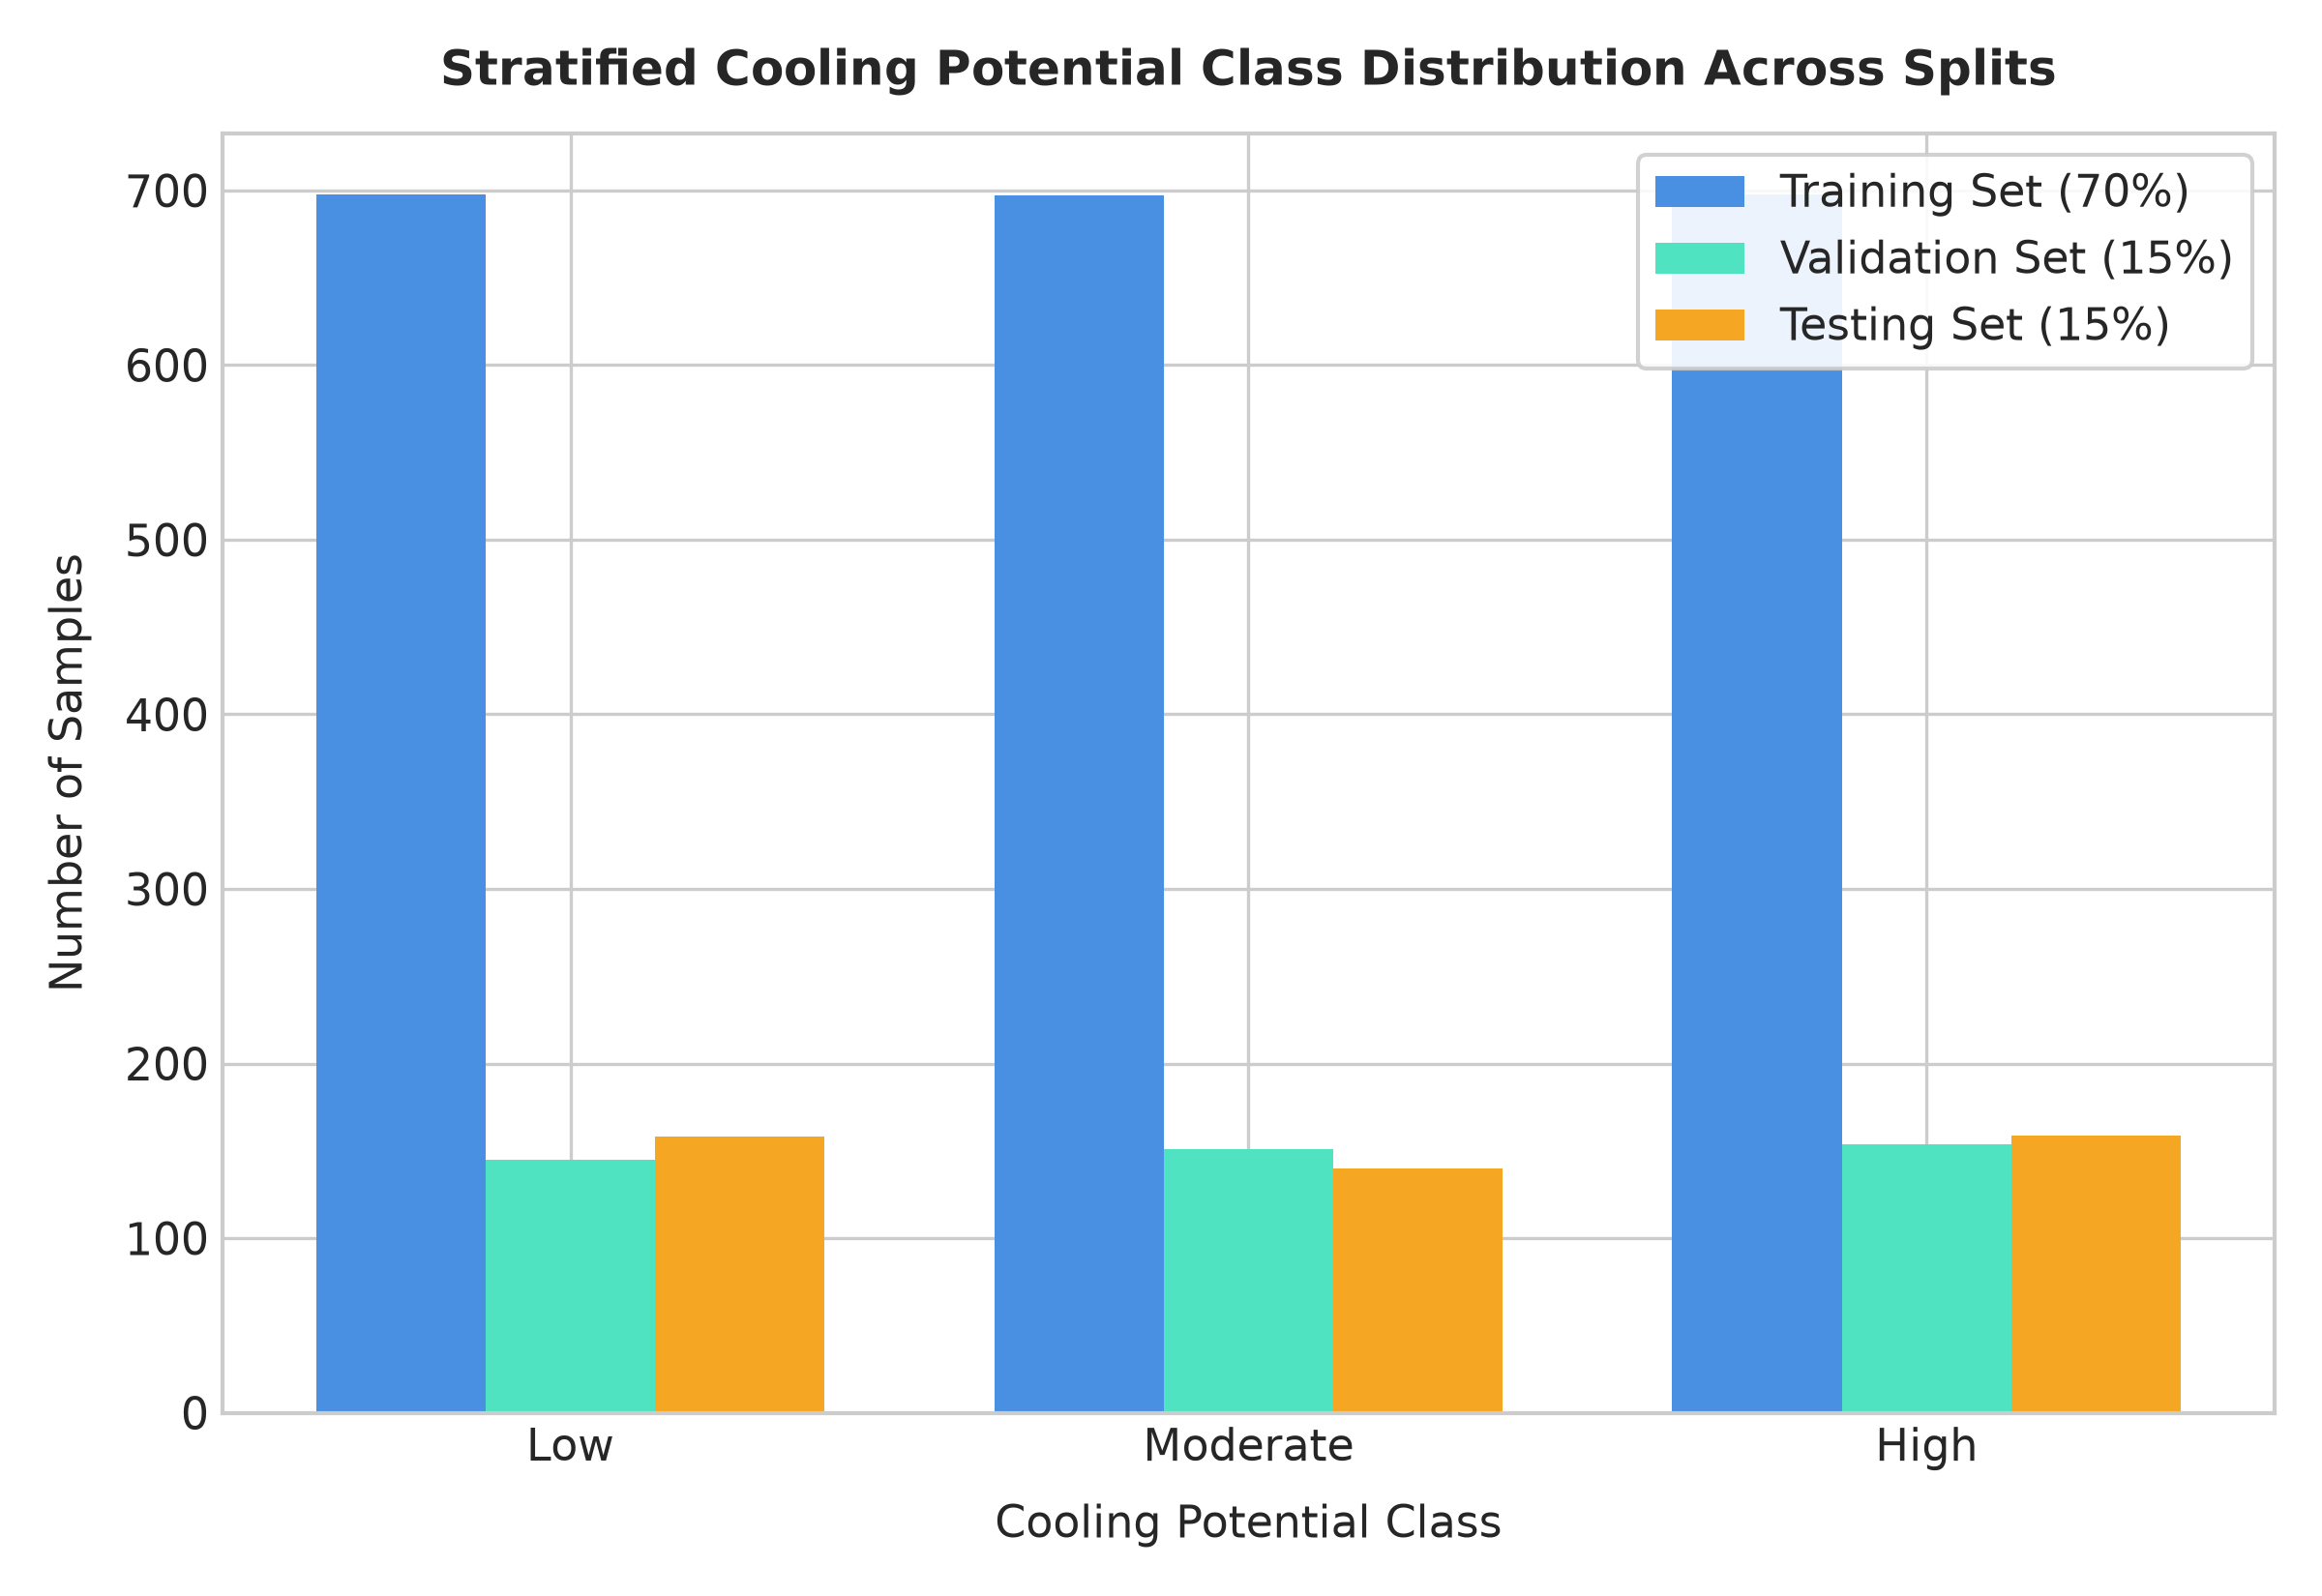 Stratified Cooling Potential Class Distribution Across Splits
Training Set (70%)
Validation Set (15%)
Testing Set (15%)
Number of Samples
700
600
500
400
300
200
100
0
Low Moderate High
Cooling Potential Class